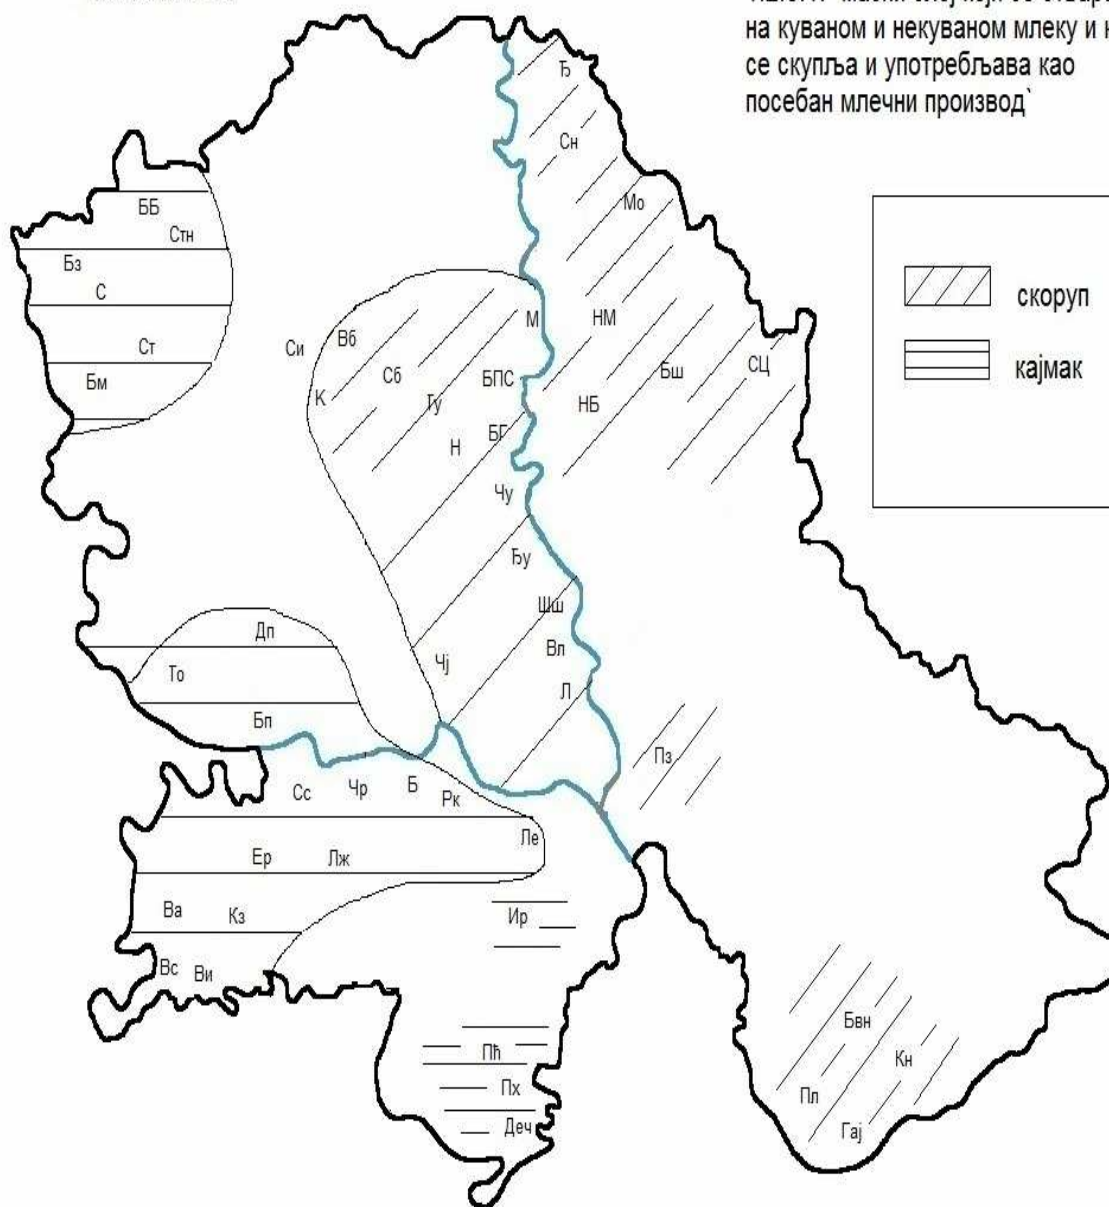 на куваном и некуваном млеку и
се скупља и употребљава као
посебан млечни производ`
Ђ
Сн
ББ
Мо
Стн
Бз
С
скоруп
НМ
М
Вб
Си
Ст
СЦ
кајмак
Бш
Сб
Бм
БПС
К
Ту
НБ
БГ
Н
Чу
Ђу
Шш
Дп
Вл
Чј
То
Л
Бп
Пз
Сс
Чр
Б
Рк
Ле
Ер
Лж
Ва
Кз
Ир
Вс
Ви
Бвн
Пћ
Кн
Пх
Пл
Деч
Гај